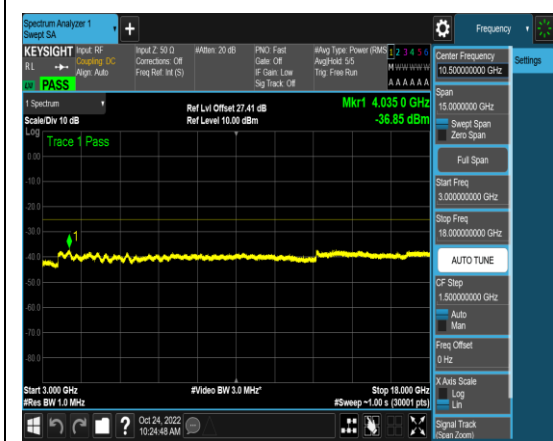 Spectrum Analyzer 1
Swept SA
+
Frequency
KEYSIGHT
RL
PASS
Input: RF
Coupling: DC
Align: Auto
Input Z: 50 Ω
Corrections: Off
Freq Ref: Int (S)
#Atten: 20 dB
PNO: Fast
Gate: Off
IF Gain: Low
Sig Track: Off
#Avg Type: Power (RMS
Avg|Hold: 5/5
Trig: Free Run
1 2 3 4 5 6
M W W W W W
A A A A A A
1 Spectrum
Scale/Div 10 dB
Ref Lvl Offset 27.41 dB
Ref Level 10.00 dBm
Mkr1 4.035 0 GHz
-36.85 dBm
Log
Trace 1 Pass
0.00
-10.0
-20.0
-30.0
-40.0
-50.0
-60.0
-70.0
-80.0
1
Start 3.000 GHz
#Res BW 1.0 MHz
#Video BW 3.0 MHz*
Stop 18.000 GHz
#Sweep ~1.00 s (30001 pts)
Oct 24, 2022
10:24:48 AM
?
Center Frequency
10.500000000 GHz
Span
15.0000000 GHz
Swept Span
Zero Span
Full Span
Start Freq
3.000000000 GHz
Stop Freq
18.000000000 GHz
AUTO TUNE
CF Step
1.500000000 GHz
Auto
Man
Freq Offset
0 Hz
X Axis Scale
Log
Lin
Signal Track
(Span Zoom)
Settings